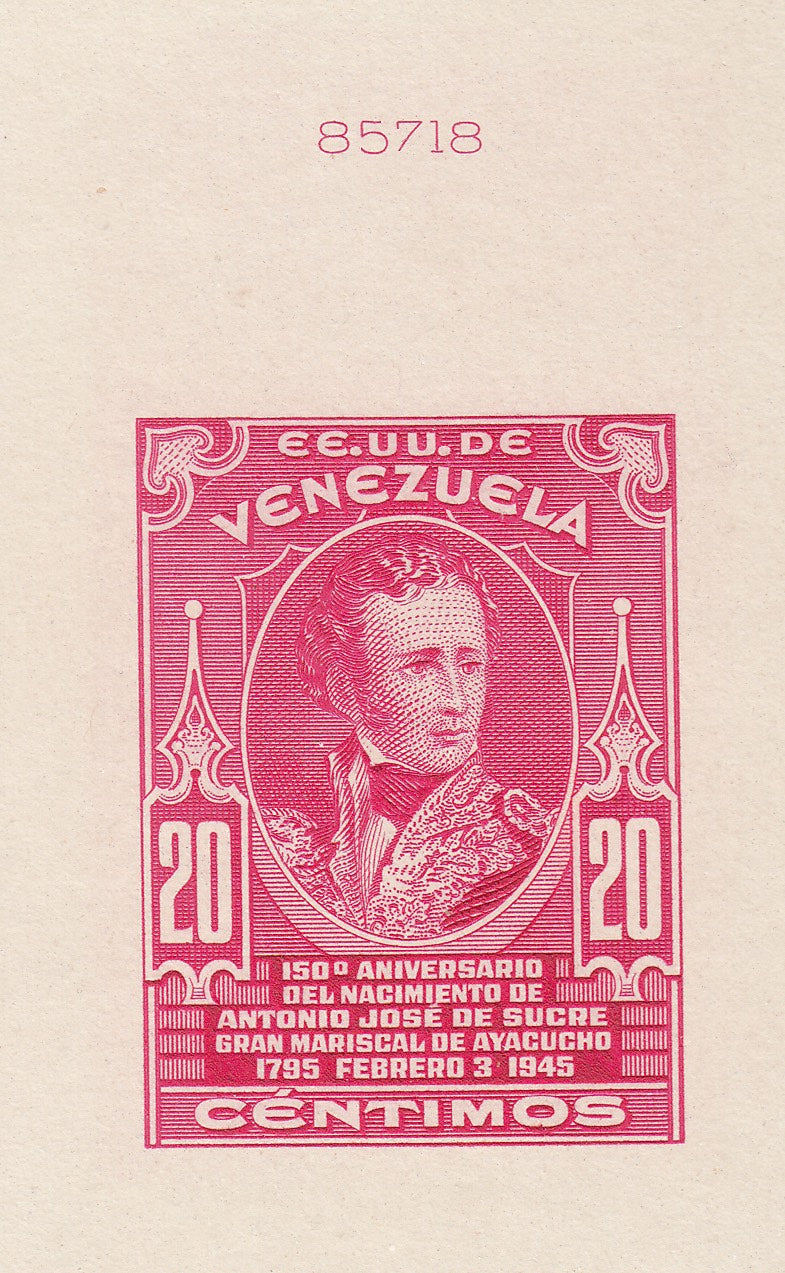 85718
EE.UU.DE
VENEZUELA
20
20
150º ANIVERSARIO
DEL NACIMIENTO DE
ANTONIO JOSÉ DE SUCRE
GRAN MARISCAL DE AYACUCHO
1795 FEBRERO 3 1945
CÉNTIMOS